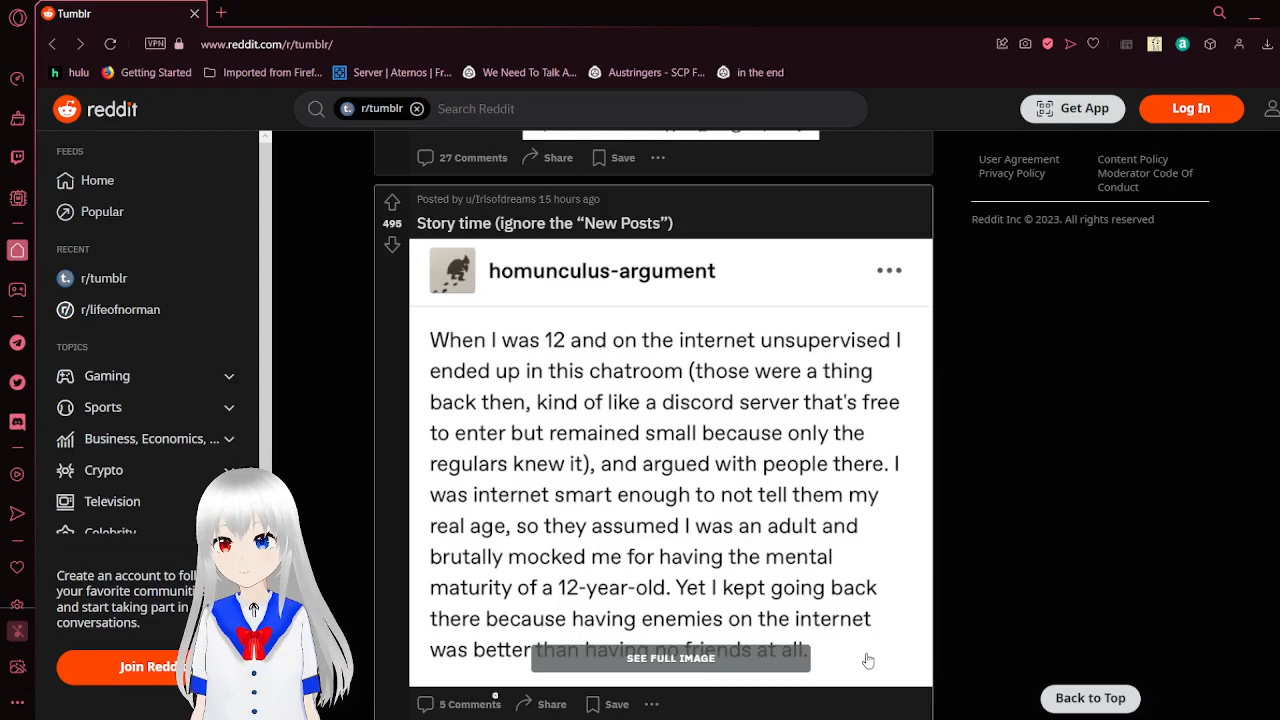 Tumblr
VPN
www.reddit.com/r/tumblr/
hulu
Getting Started
Imported from Firef...
Server | Aternos | Fr...
We Need To Talk A...
Austringers - SCP F...
in the end
reddit
r/tumblr
Search Reddit
Get App
Log In
FEEDS
Home
Popular
RECENT
r/tumblr
r/lifeofnorman
TOPICS
Gaming
Sports
Business, Economics, ...
Crypto
Television
Celebrity
Create an account to foll
your favorite communiti
and start taking part in
conversations.
Join Reddi
27 Comments
Share
Save
495
Posted by u/IrIsofdreams 15 hours ago
Story time (ignore the “New Posts”)
homunculus-argument
When I was 12 and on the internet unsupervised I
ended up in this chatroom (those were a thing
back then, kind of like a discord server that's free
to enter but remained small because only the
regulars knew it), and argued with people there. I
was internet smart enough to not tell them my
real age, so they assumed I was an adult and
brutally mocked me for having the mental
maturity of a 12-year-old. Yet I kept going back
there because having enemies on the internet
was better than having no friends at all.
SEE FULL IMAGE
5 Comments
Share
Save
User Agreement
Privacy Policy
Content Policy
Moderator Code Of
Conduct
Reddit Inc © 2023. All rights reserved
Back to Top